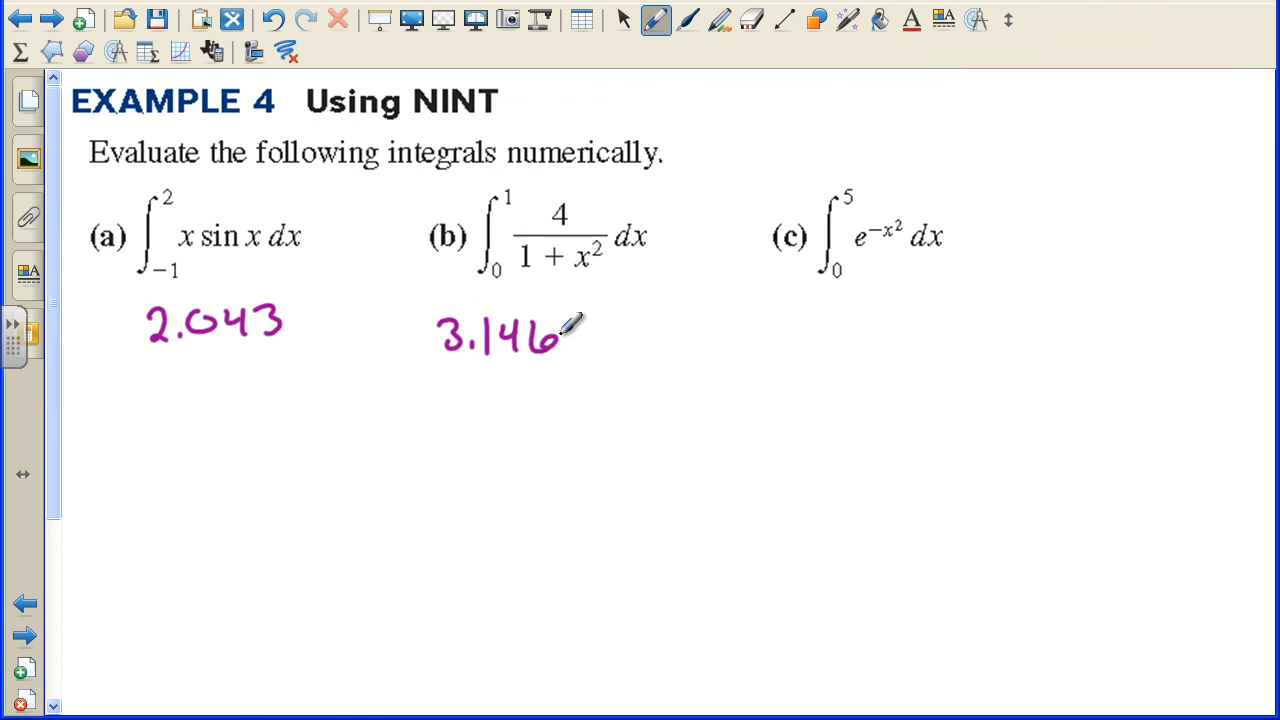 EXAMPLE 4 Using NINT
Evaluate the following integrals numerically.
(a) ∫_{-1}^{2} x sin x dx (b) ∫_{0}^{1} 4/(1 + x²) dx (c) ∫_{0}^{5} e^{-x²} dx
2.043 3.146